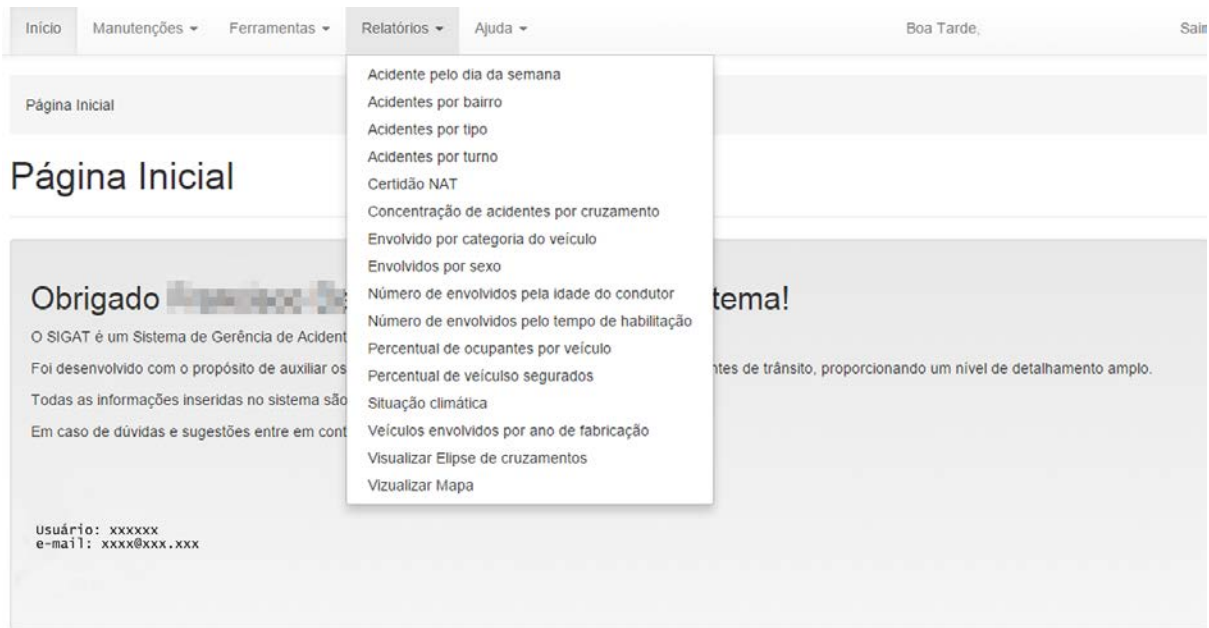 Início Manutenções Ferramentas Relatórios Ajuda Boa Tarde, Sair
Acidente pelo dia da semana
Acidentes por bairro
Acidentes por tipo
Acidentes por turno
Certidão NAT
Concentração de acidentes por cruzamento
Envolvido por categoria do veículo
Envolvidos por sexo
Número de envolvidos pela idade do condutor
Número de envolvidos pelo tempo de habilitação
Percentual de ocupantes por veículo
Percentual de veículso segurados
Situação climática
Veículos envolvidos por ano de fabricação
Visualizar Elipse de cruzamentos
Vizualizar Mapa
Página Inicial
Página Inicial
Obrigado tema!
O SIGAT é um Sistema de Gerência de Acident
Foi desenvolvido com o propósito de auxiliar os ntes de trânsito, proporcionando um nível de detalhamento amplo.
Todas as informações inseridas no sistema são
Em caso de dúvidas e sugestões entre em cont
Usuário: xxxxxx
e-mail: xxxx@xxx.xxx